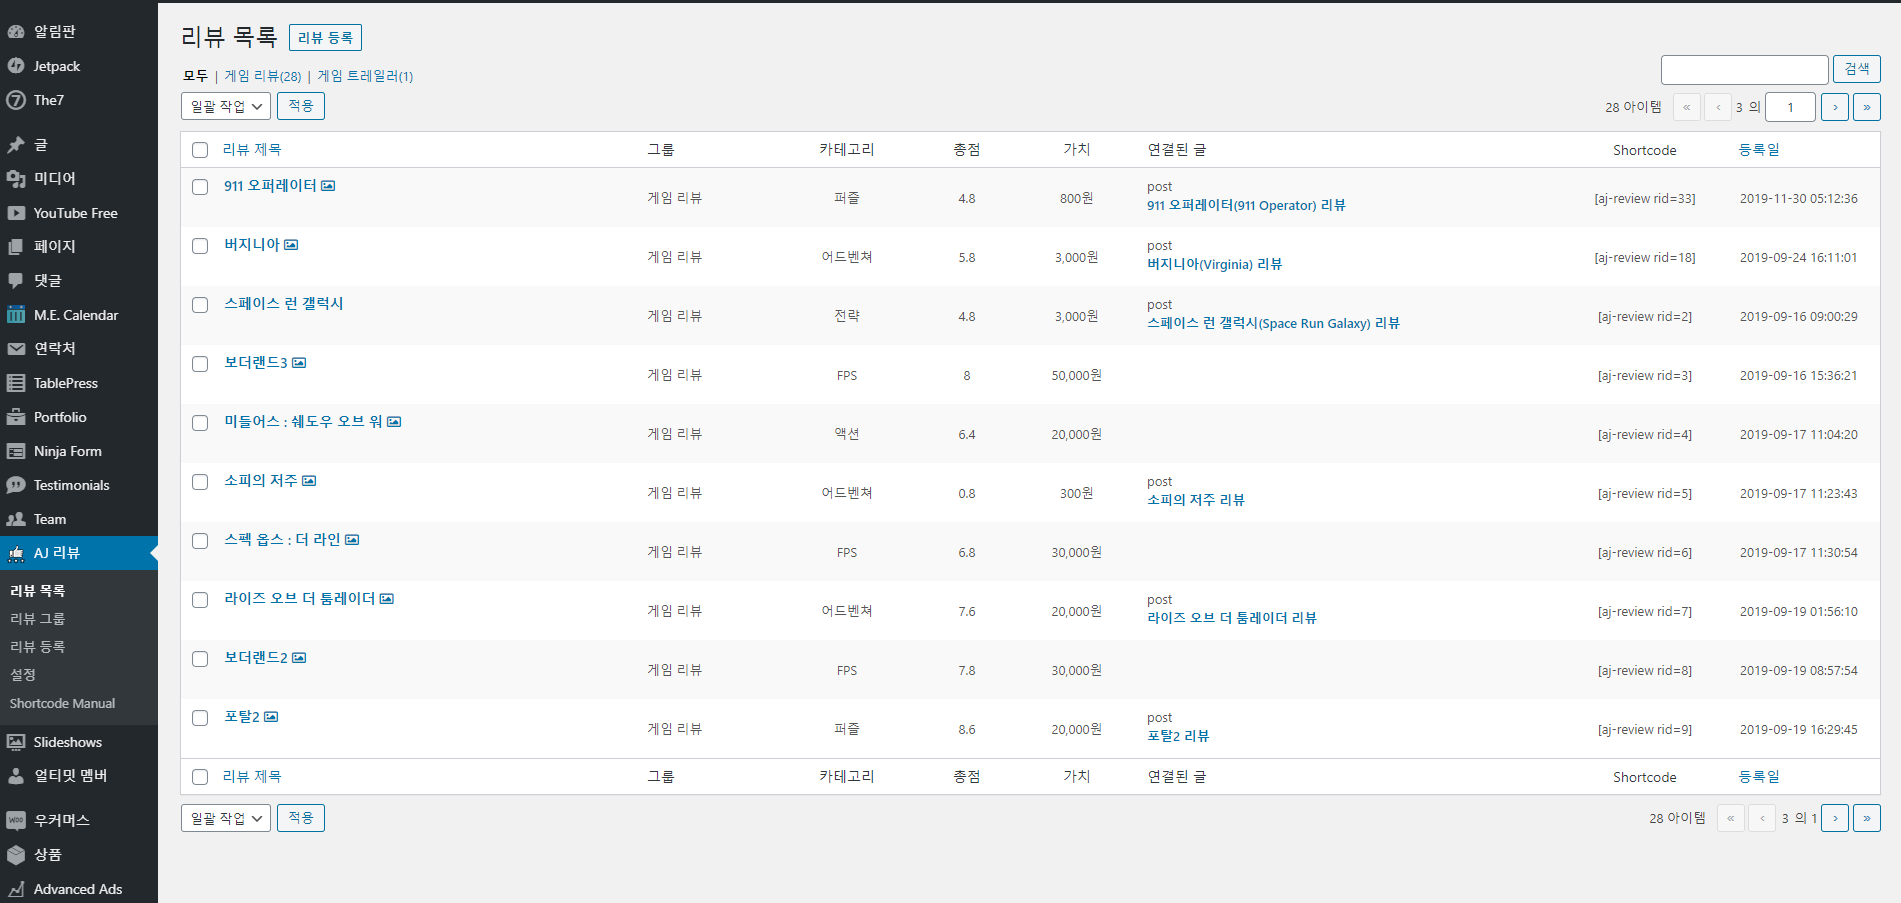 알림판
Jetpack
The7
글
미디어
YouTube Free
페이지
댓글
M.E. Calendar
연락처
TablePress
Portfolio
Ninja Form
Testimonials
Team
AJ 리뷰
리뷰 목록
리뷰 그룹
리뷰 등록
설정
Shortcode Manual
Slideshows
얼티밋 멤버
우커머스
상품
Advanced Ads
리뷰 목록 리뷰 등록
모두 | 게임 리뷰(28) | 게임 트레일러(1)
검색
일괄 작업 적용
28 아이템 « ‹ 3 의 1 › »
리뷰 제목 그룹 카테고리 총점 가치 연결된 글 Shortcode 등록일
911 오퍼레이터 게임 리뷰 퍼즐 4.8 800원 post [aj-review rid=33] 2019-11-30 05:12:36
911 오퍼레이터(911 Operator) 리뷰
버지니아 게임 리뷰 어드벤쳐 5.8 3,000원 post [aj-review rid=18] 2019-09-24 16:11:01
버지니아(Virginia) 리뷰
스페이스 런 갤럭시 게임 리뷰 전략 4.8 3,000원 post [aj-review rid=2] 2019-09-16 09:00:29
스페이스 런 갤럭시(Space Run Galaxy) 리뷰
보더랜드3 게임 리뷰 FPS 8 50,000원 [aj-review rid=3] 2019-09-16 15:36:21
미들어스 : 쉐도우 오브 워 게임 리뷰 액션 6.4 20,000원 [aj-review rid=4] 2019-09-17 11:04:20
소피의 저주 게임 리뷰 어드벤쳐 0.8 300원 post [aj-review rid=5] 2019-09-17 11:23:43
소피의 저주 리뷰
스펙 옵스 : 더 라인 게임 리뷰 FPS 6.8 30,000원 [aj-review rid=6] 2019-09-17 11:30:54
라이즈 오브 더 툼레이더 게임 리뷰 어드벤쳐 7.6 20,000원 post [aj-review rid=7] 2019-09-19 01:56:10
라이즈 오브 더 툼레이더 리뷰
보더랜드2 게임 리뷰 FPS 7.8 30,000원 [aj-review rid=8] 2019-09-19 08:57:54
포탈2 게임 리뷰 퍼즐 8.6 20,000원 post [aj-review rid=9] 2019-09-19 16:29:45
포탈2 리뷰
리뷰 제목 그룹 카테고리 총점 가치 연결된 글 Shortcode 등록일
일괄 작업 적용
28 아이템 « ‹ 3 의 1 › »